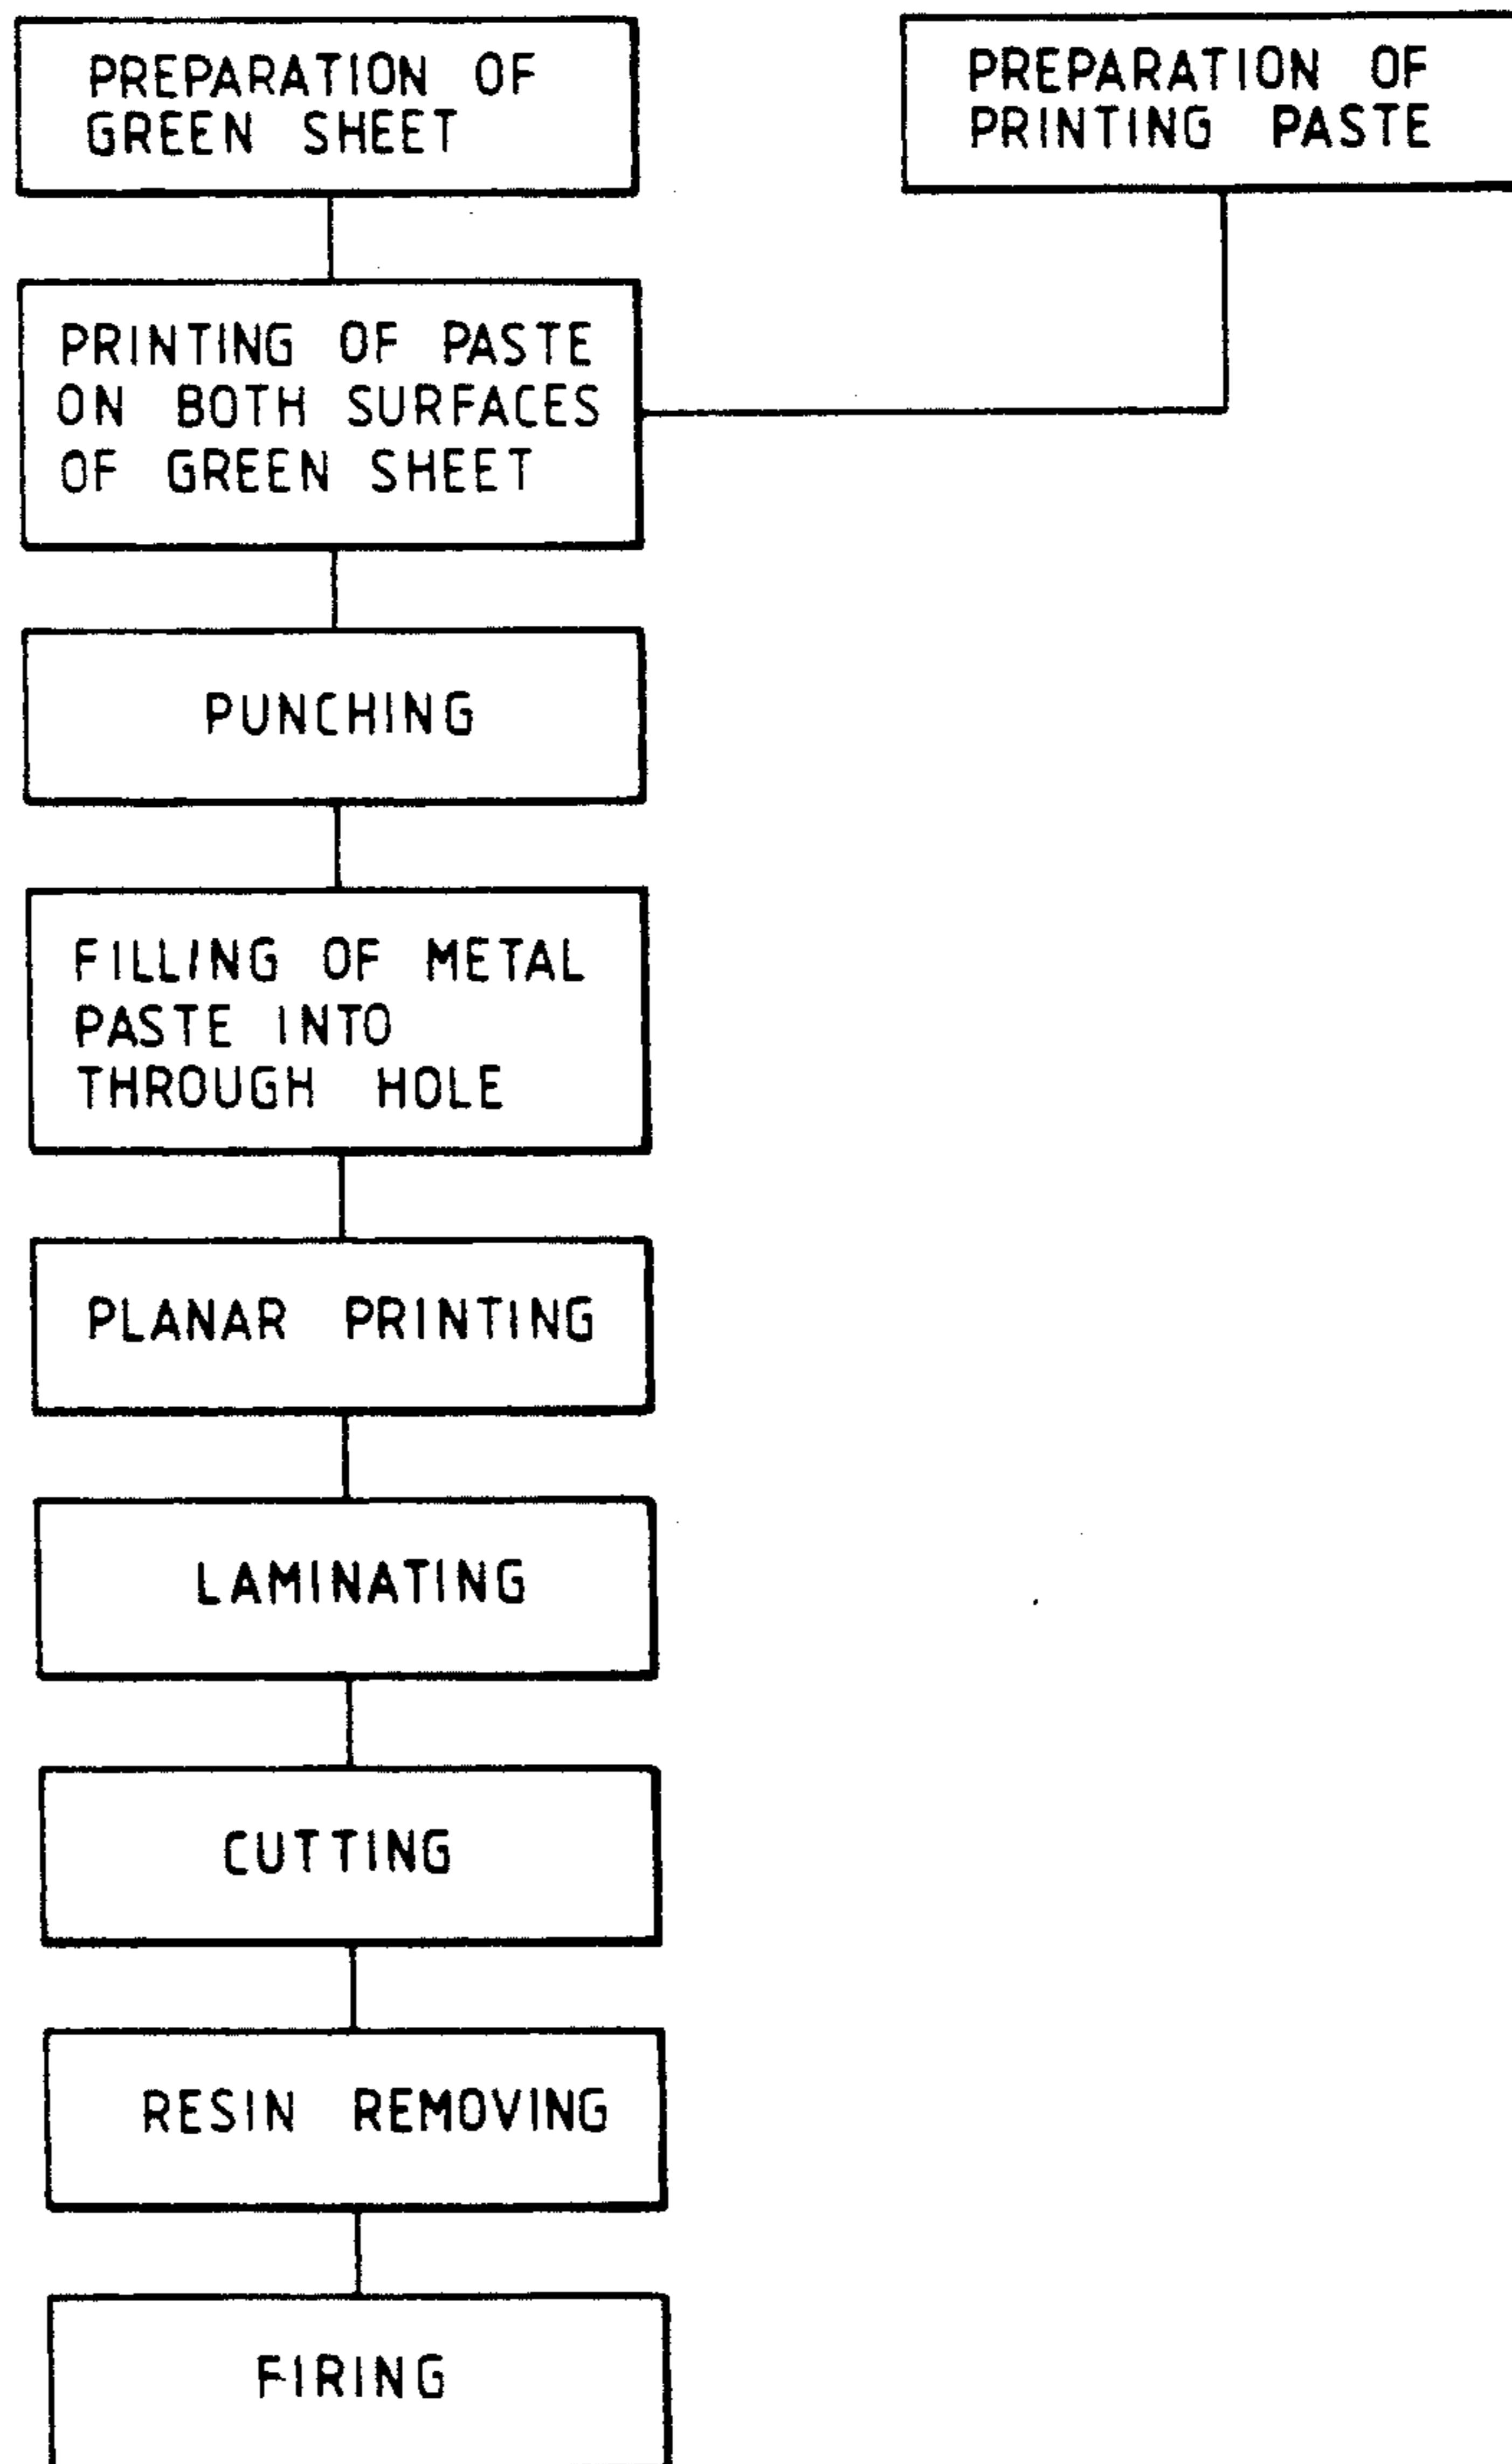 PREPARATION OF
GREEN SHEET
PREPARATION OF
PRINTING PASTE
PRINTING OF PASTE
ON BOTH SURFACES
OF GREEN SHEET
PUNCHING
FILLING OF METAL
PASTE INTO
THROUGH HOLE
PLANAR PRINTING
LAMINATING
CUTTING
RESIN REMOVING
FIRING